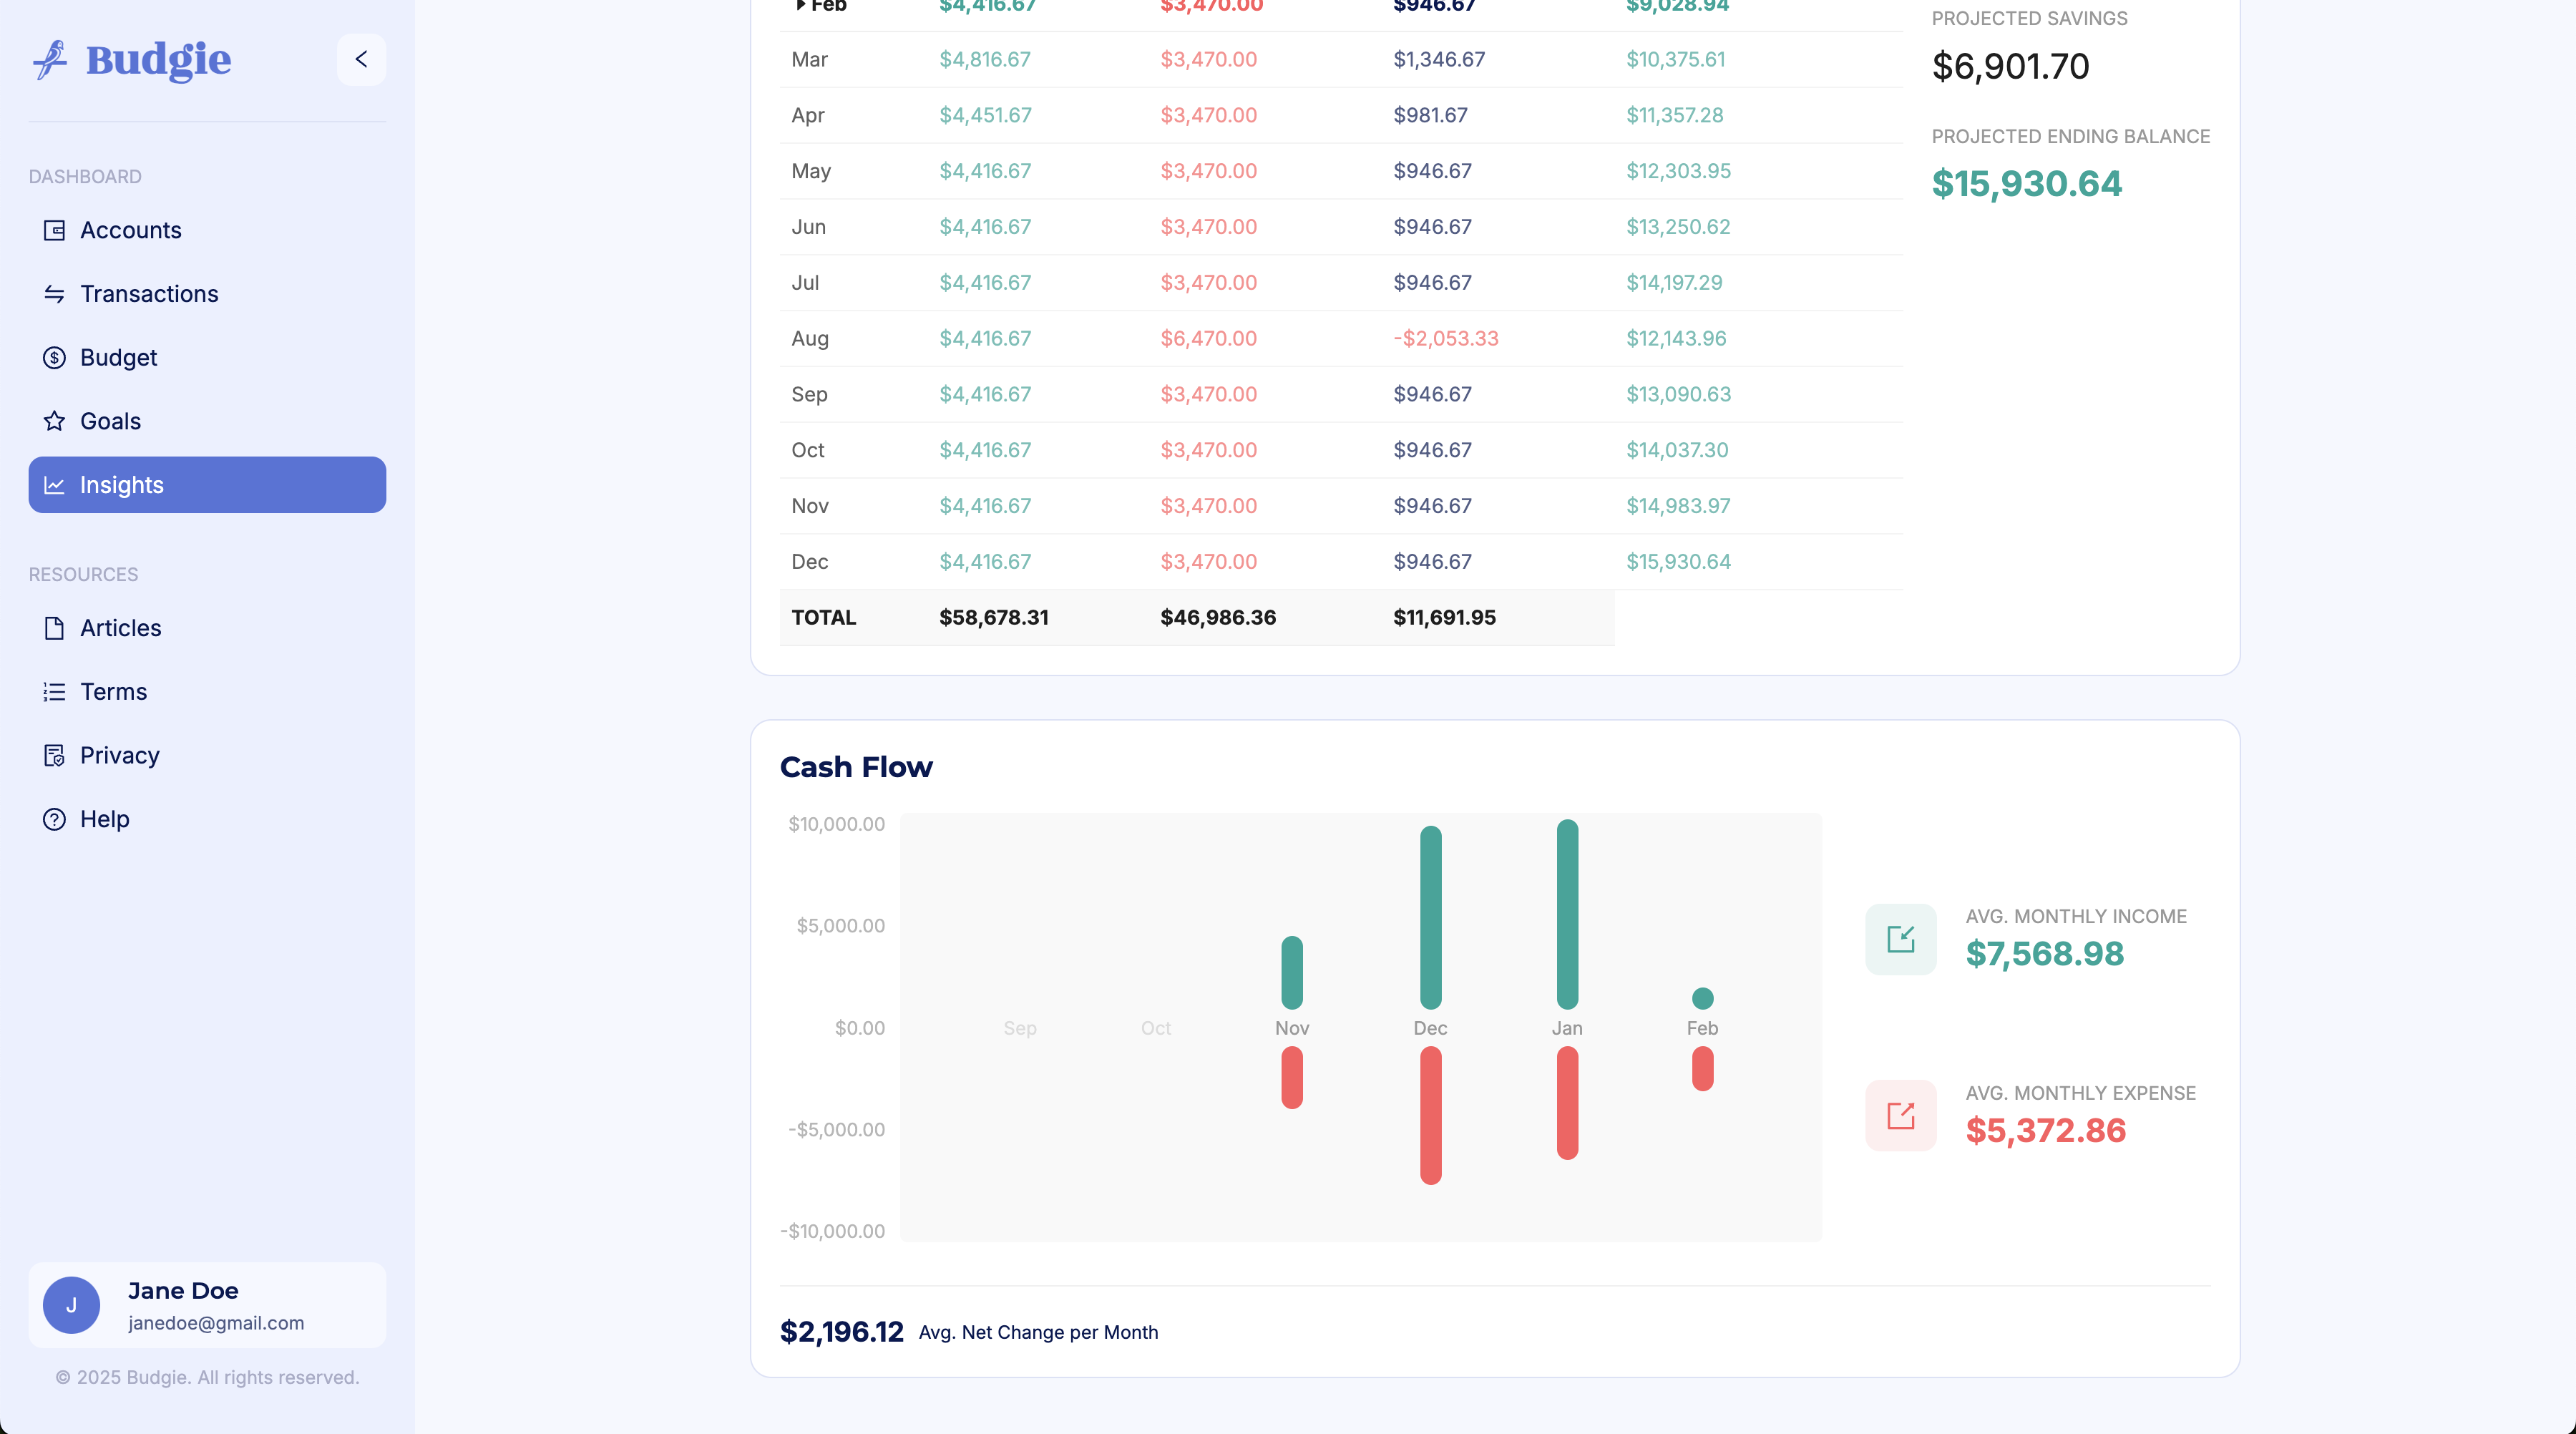 Budgie
DASHBOARD
Accounts
Transactions
Budget
Goals
Insights
RESOURCES
Articles
Terms
Privacy
Help
J
Jane Doe
janedoe@gmail.com
© 2025 Budgie. All rights reserved.
Feb $4,416.67 $3,470.00 $946.67 $9,028.94
Mar $4,816.67 $3,470.00 $1,346.67 $10,375.61
Apr $4,451.67 $3,470.00 $981.67 $11,357.28
May $4,416.67 $3,470.00 $946.67 $12,303.95
Jun $4,416.67 $3,470.00 $946.67 $13,250.62
Jul $4,416.67 $3,470.00 $946.67 $14,197.29
Aug $4,416.67 $6,470.00 -$2,053.33 $12,143.96
Sep $4,416.67 $3,470.00 $946.67 $13,090.63
Oct $4,416.67 $3,470.00 $946.67 $14,037.30
Nov $4,416.67 $3,470.00 $946.67 $14,983.97
Dec $4,416.67 $3,470.00 $946.67 $15,930.64
TOTAL $58,678.31 $46,986.36 $11,691.95
PROJECTED SAVINGS
$6,901.70
PROJECTED ENDING BALANCE
$15,930.64
Cash Flow
$10,000.00
$5,000.00
$0.00
-$5,000.00
-$10,000.00
Sep Oct Nov Dec Jan Feb
AVG. MONTHLY INCOME
$7,568.98
AVG. MONTHLY EXPENSE
$5,372.86
$2,196.12 Avg. Net Change per Month